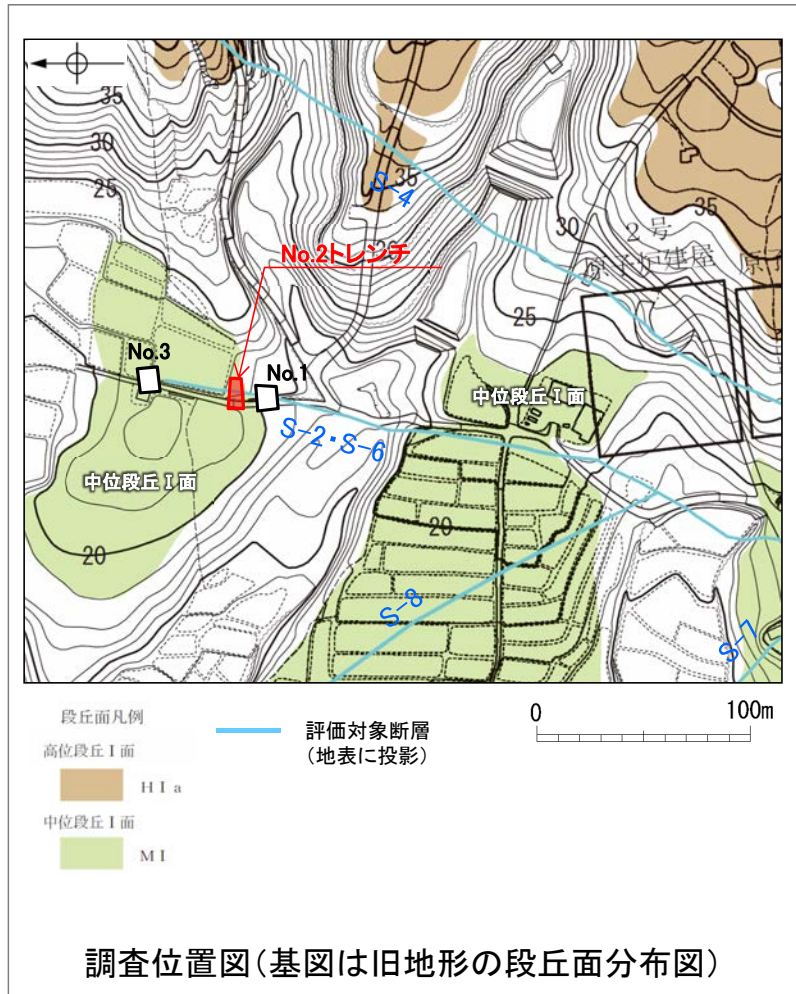 35
30
25
S-4
35
No.2トレンチ
30
35
2号
原子炉建屋
原子
25
No.3
No.1
S-2・S-6
中位段丘Ⅰ面
中位段丘Ⅰ面
20
20
S-8
S-7
段丘面凡例
高位段丘Ⅰ面
HⅠa
中位段丘Ⅰ面
MⅠ
評価対象断層
(地表に投影)
0 100m
調査位置図(基図は旧地形の段丘面分布図)